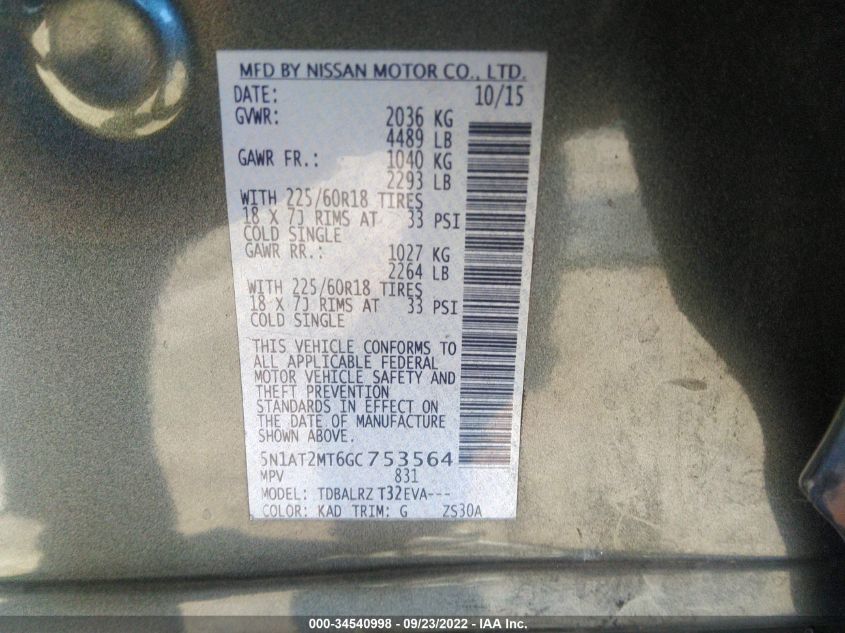 MFD BY NISSAN MOTOR CO., LTD.
DATE: 10/15
GVWR: 2036 KG
4489 LB
GAWR FR.: 1040 KG
2293 LB
WITH 225/60R18 TIRES
18 X 7J RIMS AT 33 PSI
COLD SINGLE
GAWR RR.: 1027 KG
2264 LB
WITH 225/60R18 TIRES
18 X 7J RIMS AT 33 PSI
COLD SINGLE
THIS VEHICLE CONFORMS TO
ALL APPLICABLE FEDERAL
MOTOR VEHICLE SAFETY AND
THEFT PREVENTION
STANDARDS IN EFFECT ON
THE DATE OF MANUFACTURE
SHOWN ABOVE.
5N1AT2MT6GC753564
MPV 831
MODEL: TDBALRZ T32EVA---
COLOR: KAD TRIM: G ZS30A
000-34540998 - 09/23/2022 - IAA Inc.